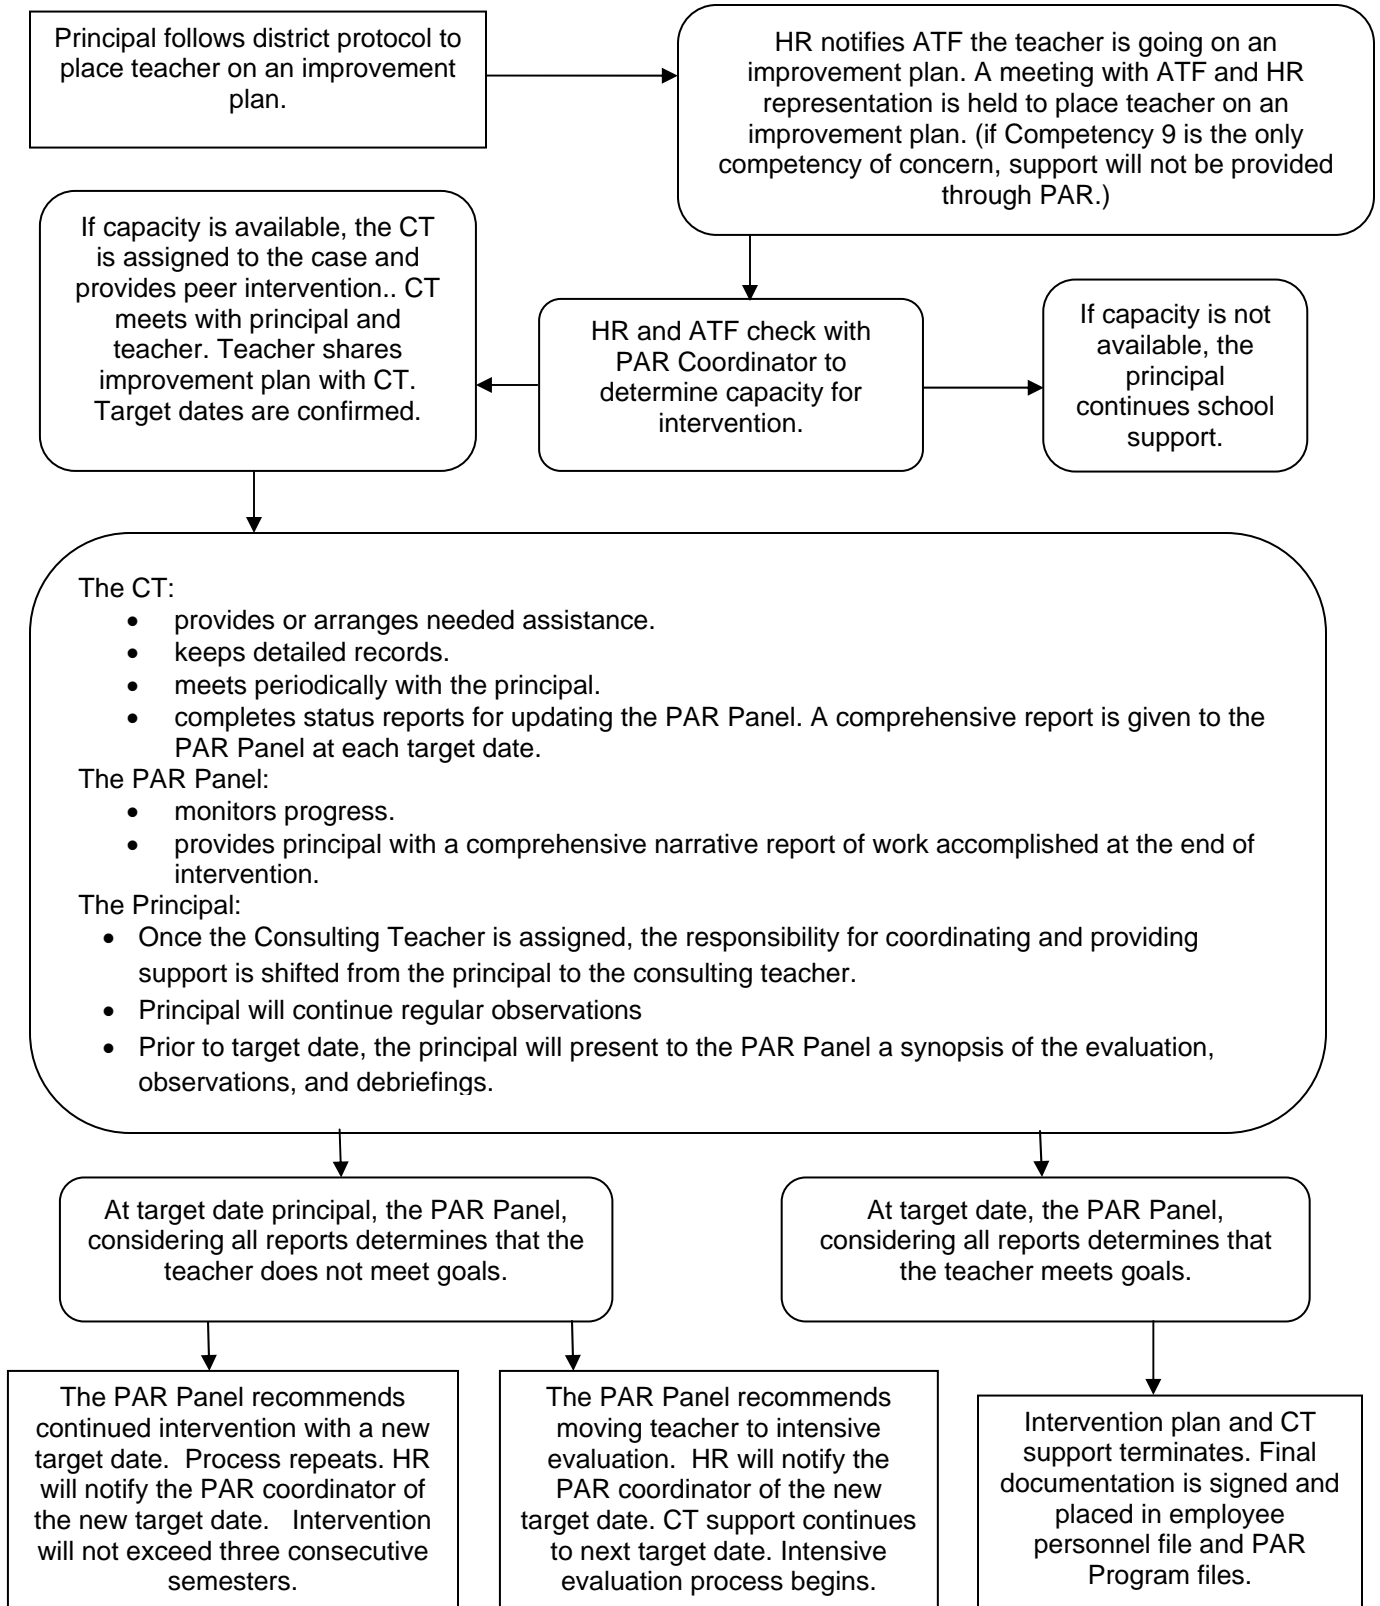 Principal follows district protocol to
place teacher on an improvement
plan.
HR notifies ATF the teacher is going on an
improvement plan. A meeting with ATF and HR
representation is held to place teacher on an
improvement plan. (if Competency 9 is the only
competency of concern, support will not be provided
through PAR.)
If capacity is available, the CT
is assigned to the case and
provides peer intervention.. CT
meets with principal and
teacher. Teacher shares
improvement plan with CT.
Target dates are confirmed.
HR and ATF check with
PAR Coordinator to
determine capacity for
intervention.
If capacity is not
available, the
principal
continues school
support.
The CT:
• provides or arranges needed assistance.
• keeps detailed records.
• meets periodically with the principal.
• completes status reports for updating the PAR Panel. A comprehensive report is given to the
PAR Panel at each target date.
The PAR Panel:
• monitors progress.
• provides principal with a comprehensive narrative report of work accomplished at the end of
intervention.
The Principal:
• Once the Consulting Teacher is assigned, the responsibility for coordinating and providing
support is shifted from the principal to the consulting teacher.
• Principal will continue regular observations
• Prior to target date, the principal will present to the PAR Panel a synopsis of the evaluation,
observations, and debriefings.
At target date principal, the PAR Panel,
considering all reports determines that the
teacher does not meet goals.
At target date, the PAR Panel,
considering all reports determines that
the teacher meets goals.
The PAR Panel recommends
continued intervention with a new
target date. Process repeats. HR
will notify the PAR coordinator of
the new target date. Intervention
will not exceed three consecutive
semesters.
The PAR Panel recommends
moving teacher to intensive
evaluation. HR will notify the
PAR coordinator of the new
target date. CT support continues
to next target date. Intensive
evaluation process begins.
Intervention plan and CT
support terminates. Final
documentation is signed and
placed in employee
personnel file and PAR
Program files.